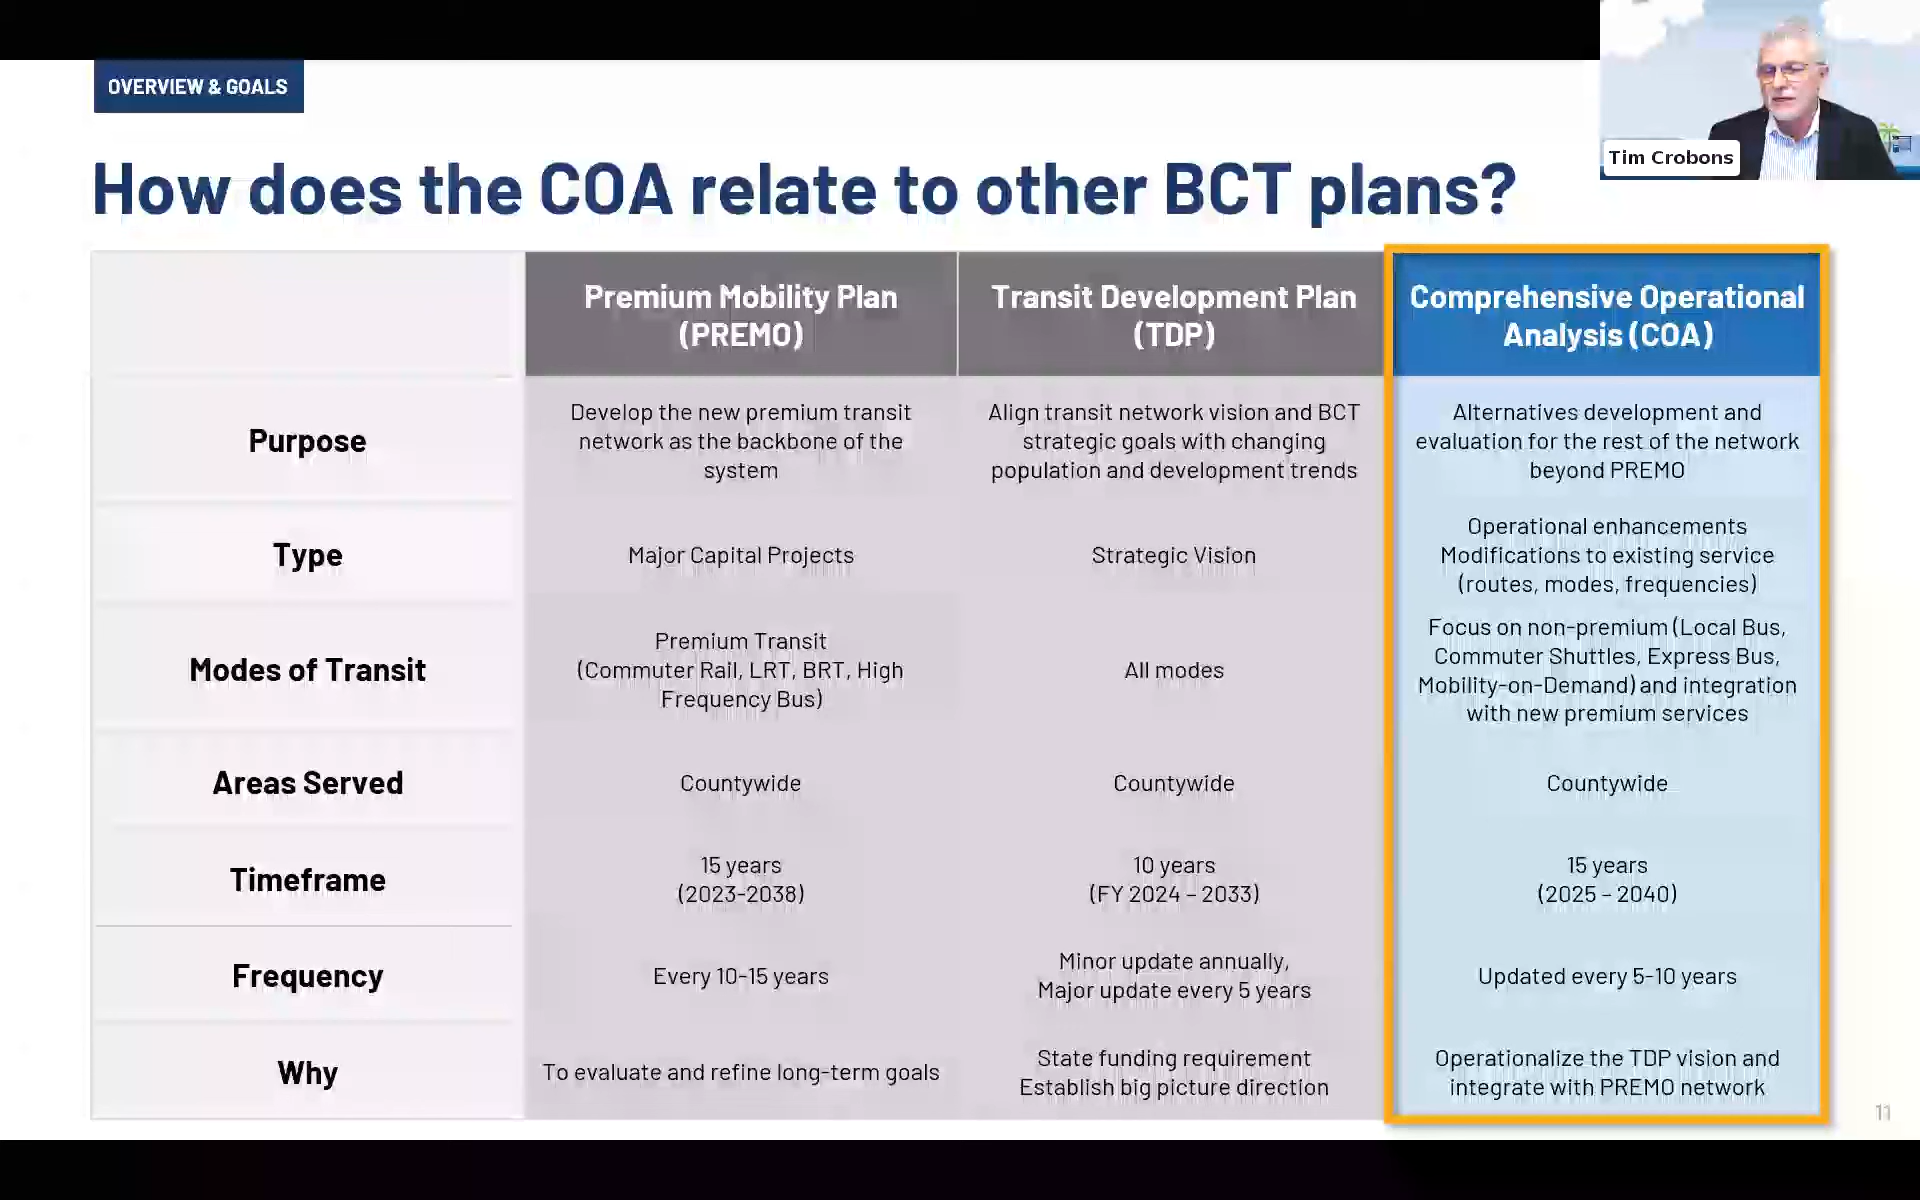 OVERVIEW & GOALS
Tim Crobons
How does the COA relate to other BCT plans?
Premium Mobility Plan
(PREMO)
Transit Development Plan
(TDP)
Comprehensive Operational
Analysis (COA)
Purpose
Develop the new premium transit
network as the backbone of the
system
Align transit network vision and BCT
strategic goals with changing
population and development trends
Alternatives development and
evaluation for the rest of the network
beyond PREMO
Type
Major Capital Projects
Strategic Vision
Operational enhancements
Modifications to existing service
(routes, modes, frequencies)
Modes of Transit
Premium Transit
(Commuter Rail, LRT, BRT, High
Frequency Bus)
All modes
Focus on non-premium (Local Bus,
Commuter Shuttles, Express Bus,
Mobility-on-Demand) and integration
with new premium services
Areas Served
Countywide
Countywide
Countywide
Timeframe
15 years
(2023-2038)
10 years
(FY 2024 – 2033)
15 years
(2025 – 2040)
Frequency
Every 10-15 years
Minor update annually,
Major update every 5 years
Updated every 5-10 years
Why
To evaluate and refine long-term goals
State funding requirement
Establish big picture direction
Operationalize the TDP vision and
integrate with PREMO network
11